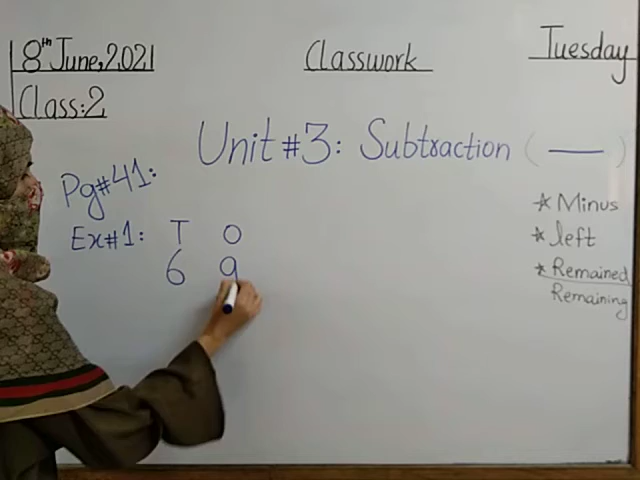 8th June, 2021
Classwork
Tuesday
Class: 2
Unit # 3: Subtraction ( — )
Pg # 41:
* Minus
* left
* Remained
Remaining
Ex # 1: T O
6 9